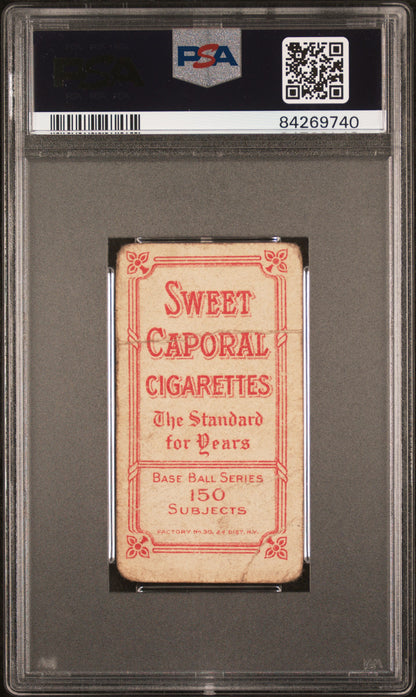 PSA
84269740
SWEET
CAPORAL
CIGARETTES
The Standard
for Years
BASE BALL SERIES
150
SUBJECTS
FACTORY No 30, 2d DIST. N.Y.